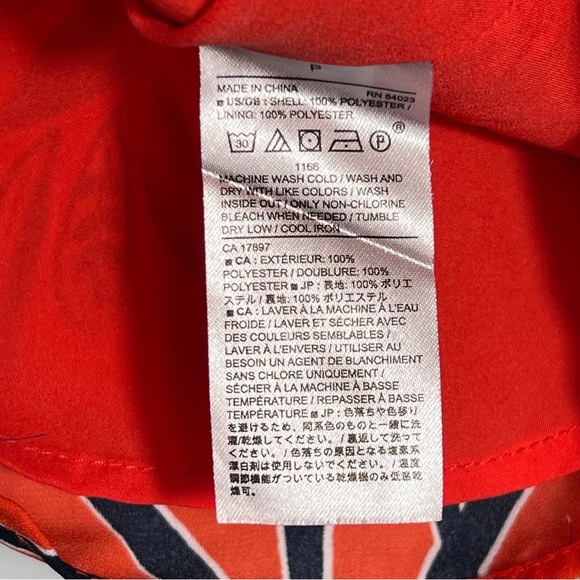 P
MADE IN CHINA RN 54023
US/GB : SHELL: 100% POLYESTER /
LINING: 100% POLYESTER
30 P ®
1166
MACHINE WASH COLD / WASH AND
DRY WITH LIKE COLORS / WASH
INSIDE OUT / ONLY NON-CHLORINE
BLEACH WHEN NEEDED / TUMBLE
DRY LOW / COOL IRON
CA 17897
CA : EXTÉRIEUR: 100%
POLYESTER / DOUBLURE: 100%
POLYESTER JP : 表地: 100% ポリエ
ステル / 裏地: 100% ポリエステル
CA : LAVER À LA MACHINE À L'EAU
FROIDE / LAVER ET SÉCHER AVEC
DES COULEURS SEMBLABLES /
LAVER À L'ENVERS / UTILISER AU
BESOIN UN AGENT DE BLANCHIMENT
SANS CHLORE UNIQUEMENT /
SÉCHER À LA MACHINE À BASSE
TEMPÉRATURE / REPASSER À BASSE
TEMPÉRATURE JP : 色落ちや色移り
を避けるため、同系色のものと一緒に洗
濯/乾燥してください。/ 裏返して洗ってく
ださい。/ 色落ちの原因となる塩素系
漂白剤は使用しないでください。/ 温度
調節機能がついている乾燥機のみ低温乾
燥が可能。